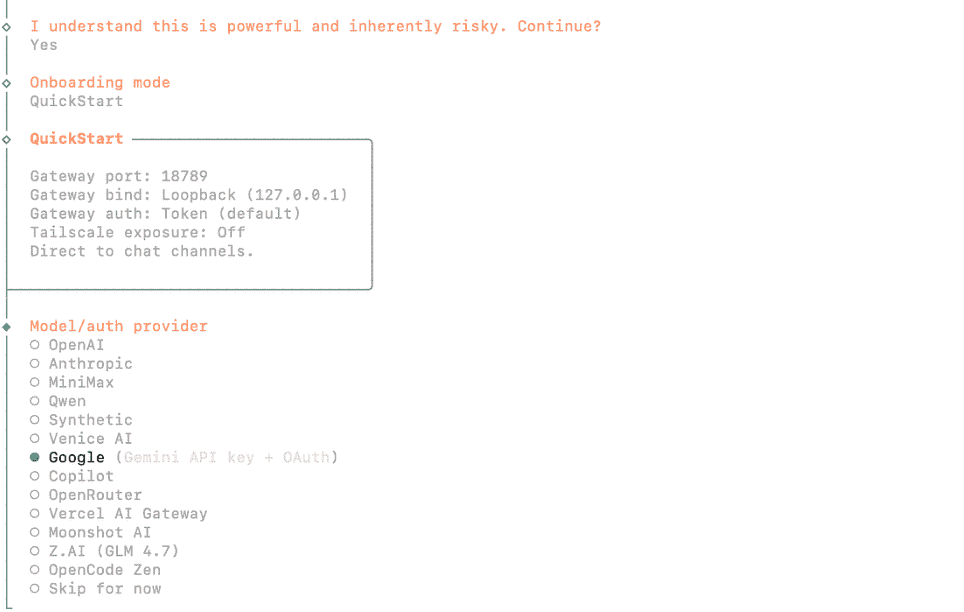 I understand this is powerful and inherently risky. Continue?
Yes
Onboarding mode
QuickStart
QuickStart
Gateway port: 18789
Gateway bind: Loopback (127.0.0.1)
Gateway auth: Token (default)
Tailscale exposure: Off
Direct to chat channels.
Model/auth provider
OpenAI
Anthropic
MiniMax
Qwen
Synthetic
Venice AI
Google (Gemini API key + OAuth)
Copilot
OpenRouter
Vercel AI Gateway
Moonshot AI
Z.AI (GLM 4.7)
OpenCode Zen
Skip for now